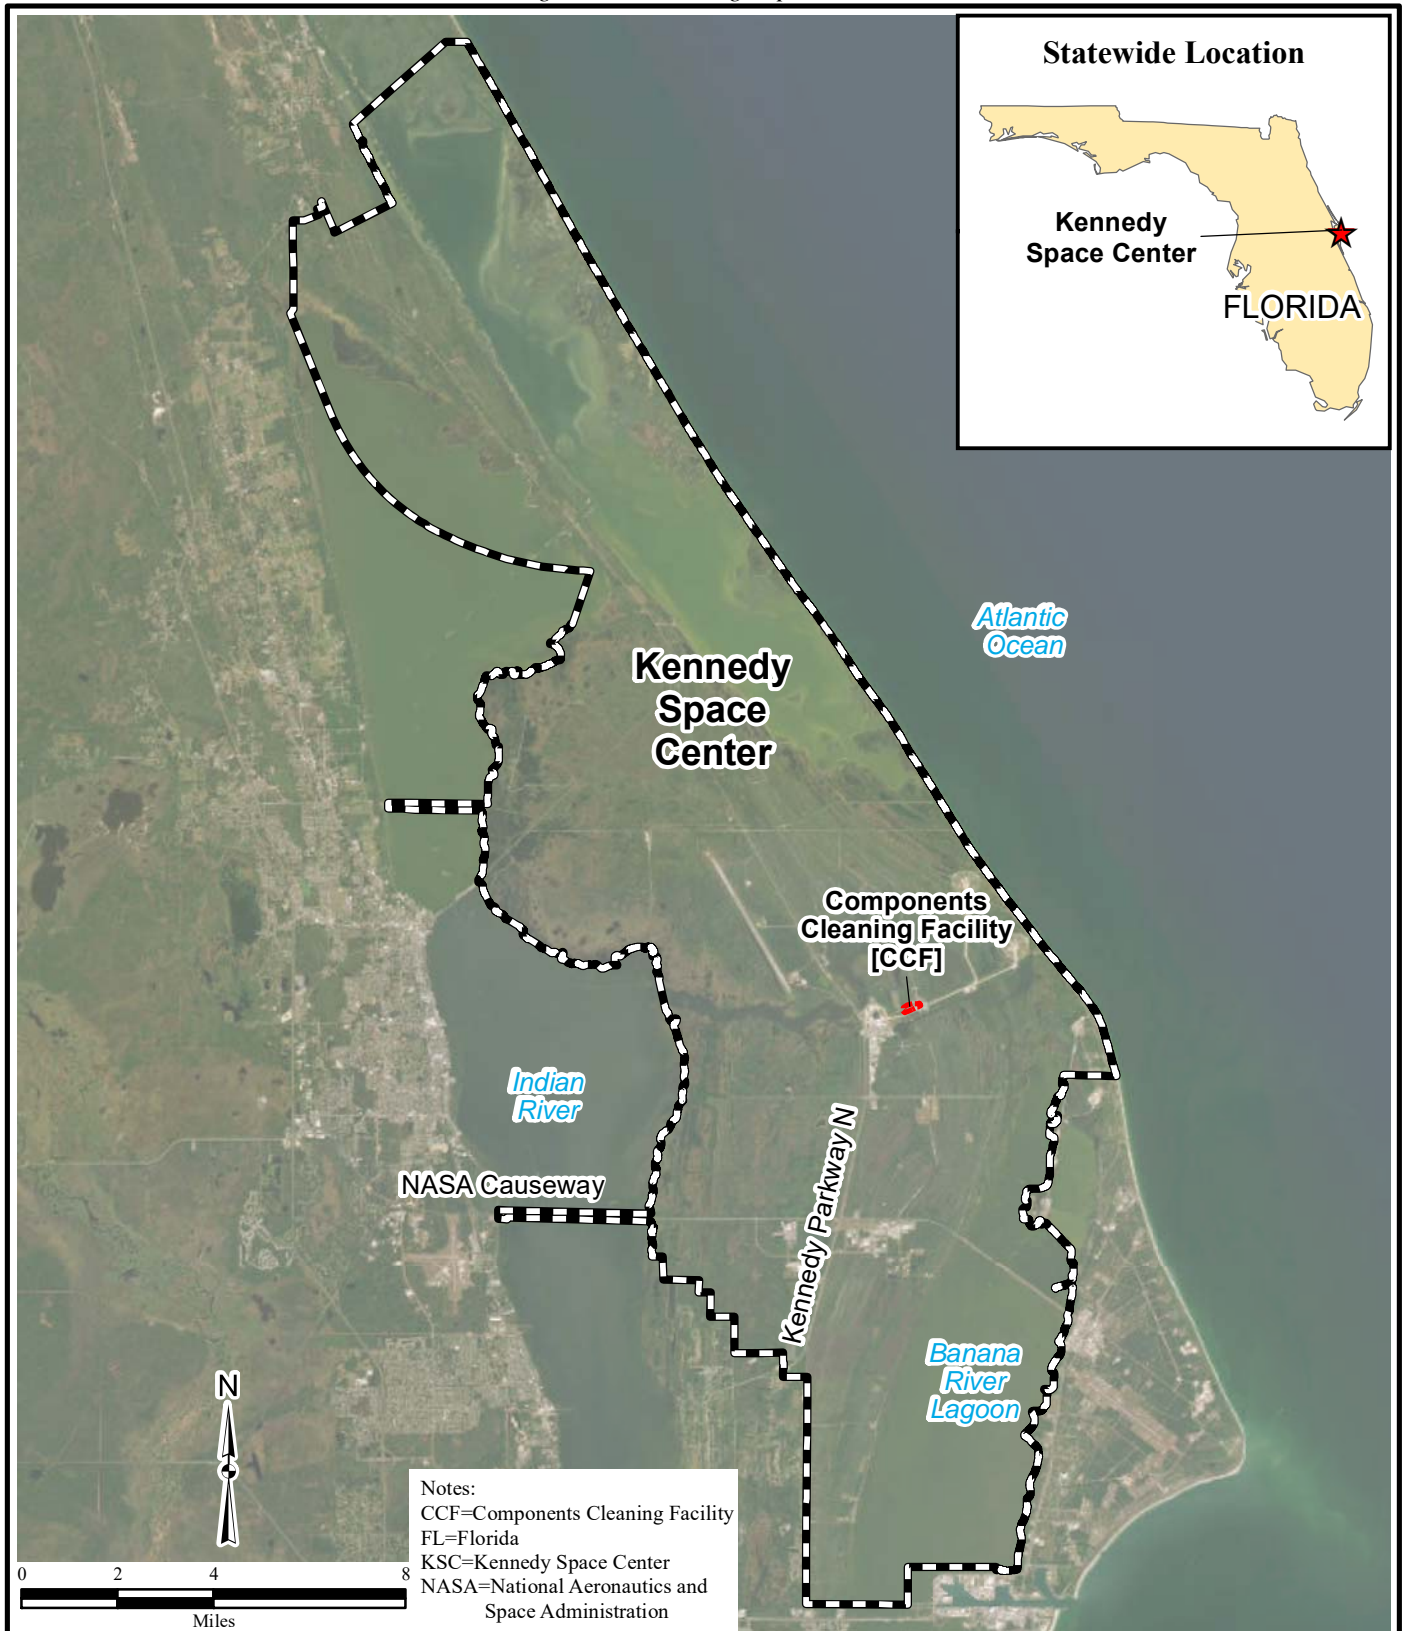 Statewide Location
Kennedy
Space Center
FLORIDA
Atlantic
Ocean
Kennedy
Space
Center
Components
Cleaning Facility
[CCF]
Indian
River
NASA Causeway
Kennedy Parkway N
Banana
River
Lagoon
N
Notes:
CCF=Components Cleaning Facility
FL=Florida
KSC=Kennedy Space Center
NASA=National Aeronautics and
Space Administration
0 2 4 8
Miles